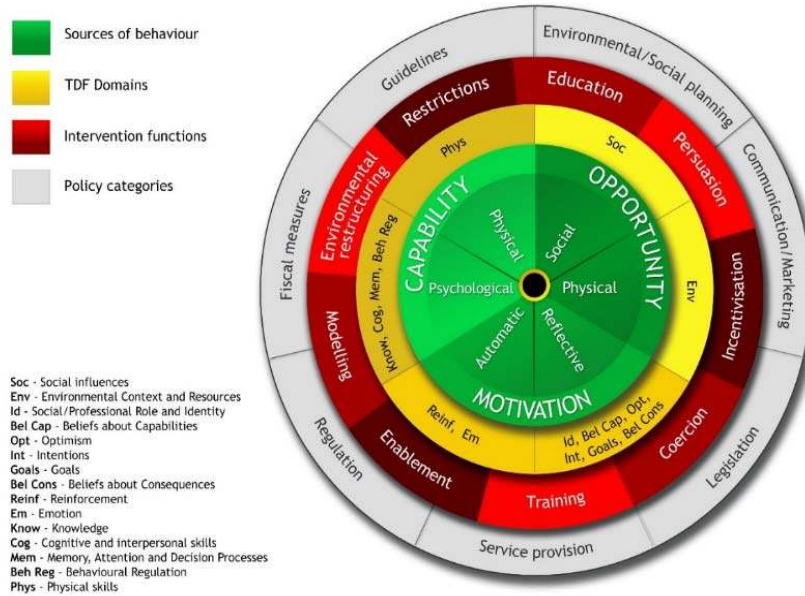 Sources of behaviour
TDF Domains
Intervention functions
Policy categories
Soc - Social influences
Env - Environmental Context and Resources
Id - Social/Professional Role and Identity
Bel Cap - Beliefs about Capabilities
Opt - Optimism
Int - Intentions
Goals - Goals
Bel Cons - Beliefs about Consequences
Reinf - Reinforcement
Em - Emotion
Know - Knowledge
Cog - Cognitive and interpersonal skills
Mem - Memory, Attention and Decision Processes
Beh Reg - Behavioural Regulation
Phys - Physical skills
Guidelines
Environmental/Social planning
Communication/Marketing
Legislation
Service provision
Regulation
Fiscal measures
Restrictions
Education
Persuasion
Incentivisation
Coercion
Training
Enablement
Modelling
Environmental
restructuring
Phys
Soc
Env
Id, Bel Cap, Opt,
Int, Goals, Bel Cons
Reinf, Em
Know, Cog, Mem, Beh Reg
CAPABILITY
OPPORTUNITY
MOTIVATION
Physical
Social
Physical
Reflective
Automatic
Psychological